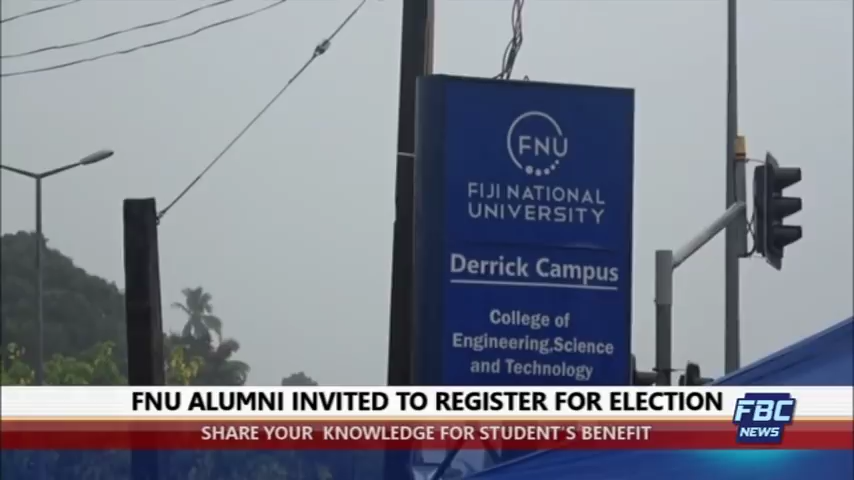 FNU
FIJI NATIONAL
UNIVERSITY
Derrick Campus
College of
Engineering,Science
and Technology
FNU ALUMNI INVITED TO REGISTER FOR ELECTION
SHARE YOUR KNOWLEDGE FOR STUDENT'S BENEFIT
FBC
NEWS